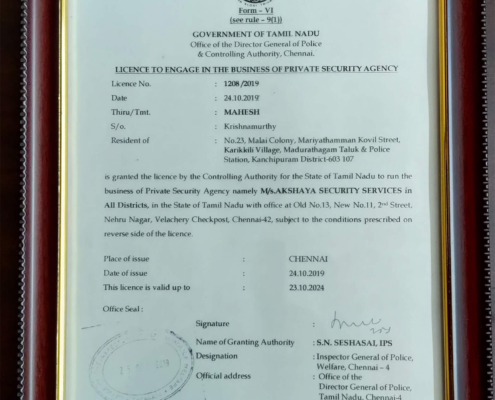 Form – VI
(see rule – 9(1))
GOVERNMENT OF TAMIL NADU
Office of the Director General of Police
& Controlling Authority, Chennai.
LICENCE TO ENGAGE IN THE BUSINESS OF PRIVATE SECURITY AGENCY
Licence No. : 1208/2019
Date : 24.10.2019
Thiru/Tmt. : MAHESH
S/o. : Krishnamurthy
Resident of : No.23, Malai Colony, Mariyathamman Kovil Street,
Karikkili Village, Madurathagam Taluk & Police
Station, Kanchipuram District-603 107
is granted the licence by the Controlling Authority for the State of Tamil Nadu to run the
business of Private Security Agency namely M/s.AKSHAYA SECURITY SERVICES in
All Districts, in the State of Tamil Nadu with office at Old No.13, New No.11, 2nd Street,
Nehru Nagar, Velachery Checkpost, Chennai-42, subject to the conditions prescribed on
reverse side of the licence.
Place of issue : CHENNAI
Date of issue : 24.10.2019
This licence is valid up to : 23.10.2024
Office Seal :
Signature :
Name of Granting Authority : S.N. SESHASAI, IPS
Designation : Inspector General of Police,
Welfare, Chennai – 4
Official address : Office of the
Director General of Police,
Tamil Nadu, Chennai-4